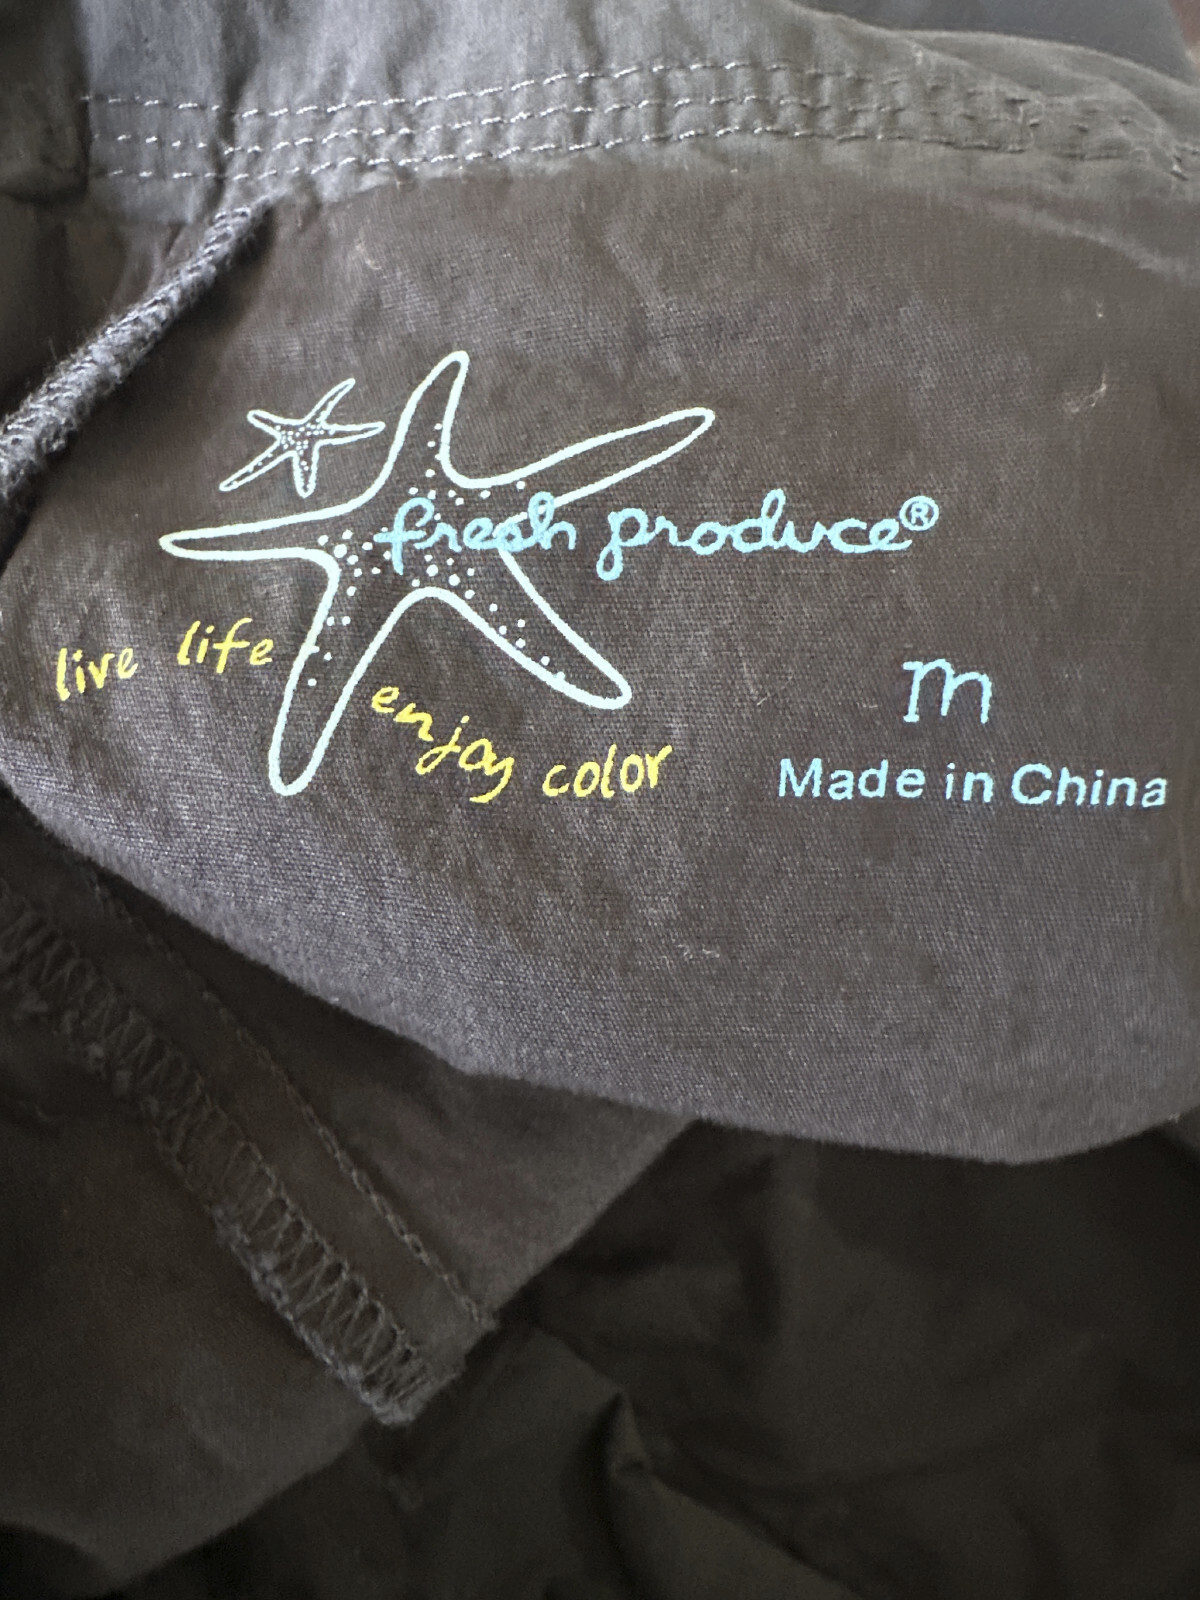 fresh produce®
live life
enjoy color
m
Made in China